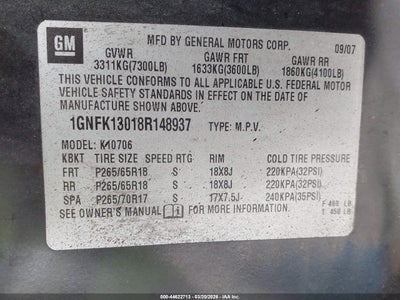 GM
MFD BY GENERAL MOTORS CORP. 09/07
GVWR GAWR FRT GAWR RR
3311KG(7300LB) 1633KG(3600LB) 1860KG(4100LB)
THIS VEHICLE CONFORMS TO ALL APPLICABLE U.S. FEDERAL MOTOR
VEHICLE SAFETY STANDARDS IN EFFECT ON THE DATE OF
MANUFACTURE SHOWN ABOVE.
1GNFK13018R148937 TYPE: M.P.V.
MODEL: K10706
KBKT TIRE SIZE SPEED RTG RIM COLD TIRE PRESSURE
FRT P265/65R18 S 18X8J 220KPA(32PSI)
RR P265/65R18 S 18X8J 220KPA(32PSI)
SPA P265/70R17 S 17X7.5J 240KPA(35PSI)
SEE OWNER'S MANUAL FOR MORE INFORMATION.
T 450 LB
000-44622713 - 03/20/2026 - IAAI.COM